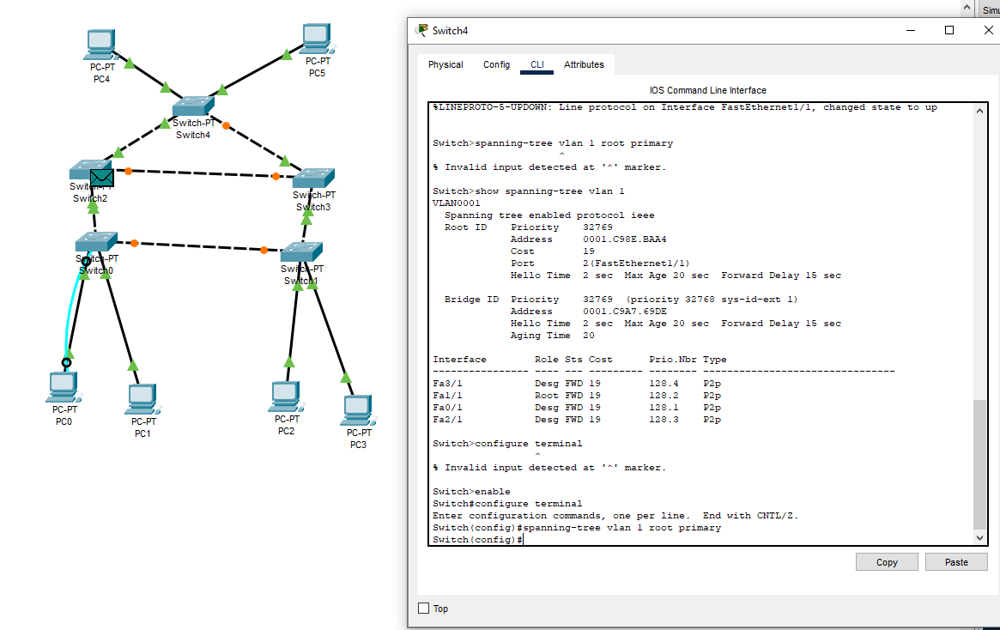 Simu
PC-PT
PC4
PC-PT
PC5
Switch-PT
Switch4
Switch-PT
Switch2
Switch-PT
Switch3
Switch-PT
Switch0
Switch-PT
Switch1
PC-PT
PC0
PC-PT
PC1
PC-PT
PC2
PC-PT
PC3
Switch4
Physical Config CLI Attributes
IOS Command Line Interface
%LINEPROTO-5-UPDOWN: Line protocol on Interface FastEthernet1/1, changed state to up
Switch>spanning-tree vlan 1 root primary
^
% Invalid input detected at '^' marker.
Switch>show spanning-tree vlan 1
VLAN0001
Spanning tree enabled protocol ieee
Root ID Priority 32769
Address 0001.C98E.BAA4
Cost 19
Port 2(FastEthernet1/1)
Hello Time 2 sec Max Age 20 sec Forward Delay 15 sec
Bridge ID Priority 32769 (priority 32768 sys-id-ext 1)
Address 0001.C9A7.69DE
Hello Time 2 sec Max Age 20 sec Forward Delay 15 sec
Aging Time 20
Interface Role Sts Cost Prio.Nbr Type
---------------- ---- --- --------- -------- --------------------------------
Fa3/1 Desg FWD 19 128.4 P2p
Fa1/1 Root FWD 19 128.2 P2p
Fa0/1 Desg FWD 19 128.1 P2p
Fa2/1 Desg FWD 19 128.3 P2p
Switch>configure terminal
^
% Invalid input detected at '^' marker.
Switch>enable
Switch#configure terminal
Enter configuration commands, one per line. End with CNTL/Z.
Switch(config)#spanning-tree vlan 1 root primary
Switch(config)#
Copy Paste
Top